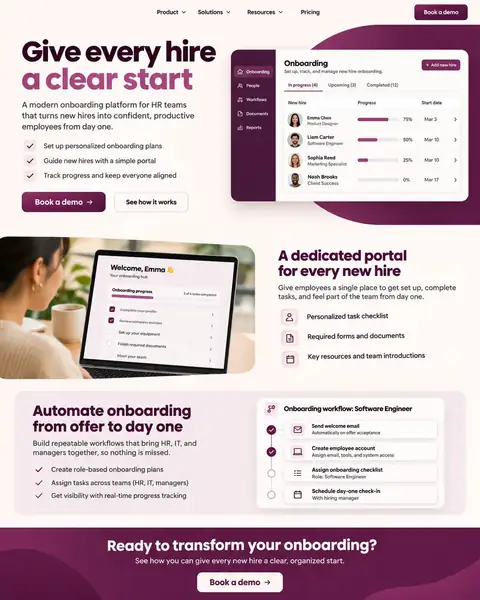 Product
Solutions
Resources
Pricing
Book a demo
Give every hire
a clear start
A modern onboarding platform for HR teams
that turns new hires into confident, productive
employees from day one.
Set up personalized onboarding plans
Guide new hires with a simple portal
Track progress and keep everyone aligned
Book a demo →
See how it works
Onboarding
People
Workflows
Documents
Reports
Onboarding
Set up, track, and manage new hire onboarding.
+ Add new hire
In progress (4) Upcoming (3) Completed (12)
New hire Progress Start date
Emma Chen
Product Designer
75% Mar 3
Liam Carter
Software Engineer
50% Mar 10
Sophia Reed
Marketing Specialist
25% Mar 10
Noah Brooks
Client Success
0% Mar 17
Welcome, Emma 👋
Your onboarding hub
Onboarding progress
Complete your profile
Set up your equipment
Finish required documents
Meet your team
A dedicated portal
for every new hire
Give employees a single place to get set up, complete
tasks, and feel part of the team from day one.
Personalized task checklist
Required forms and documents
Key resources and team introductions
Automate onboarding
from offer to day one
Build repeatable workflows that bring HR, IT, and
managers together, so nothing is missed.
Create role-based onboarding plans
Assign tasks across teams (HR, IT, managers)
Get visibility with real-time progress tracking
Onboarding workflow: Software Engineer
Send welcome email
Automatically on offer acceptance
Create employee account
Assign email, tools, and system access
Assign onboarding checklist
Role: Software Engineer
Schedule day-one check-in
With hiring manager
Ready to transform your onboarding?
See how you can give every new hire a clear, organized start.
Book a demo →